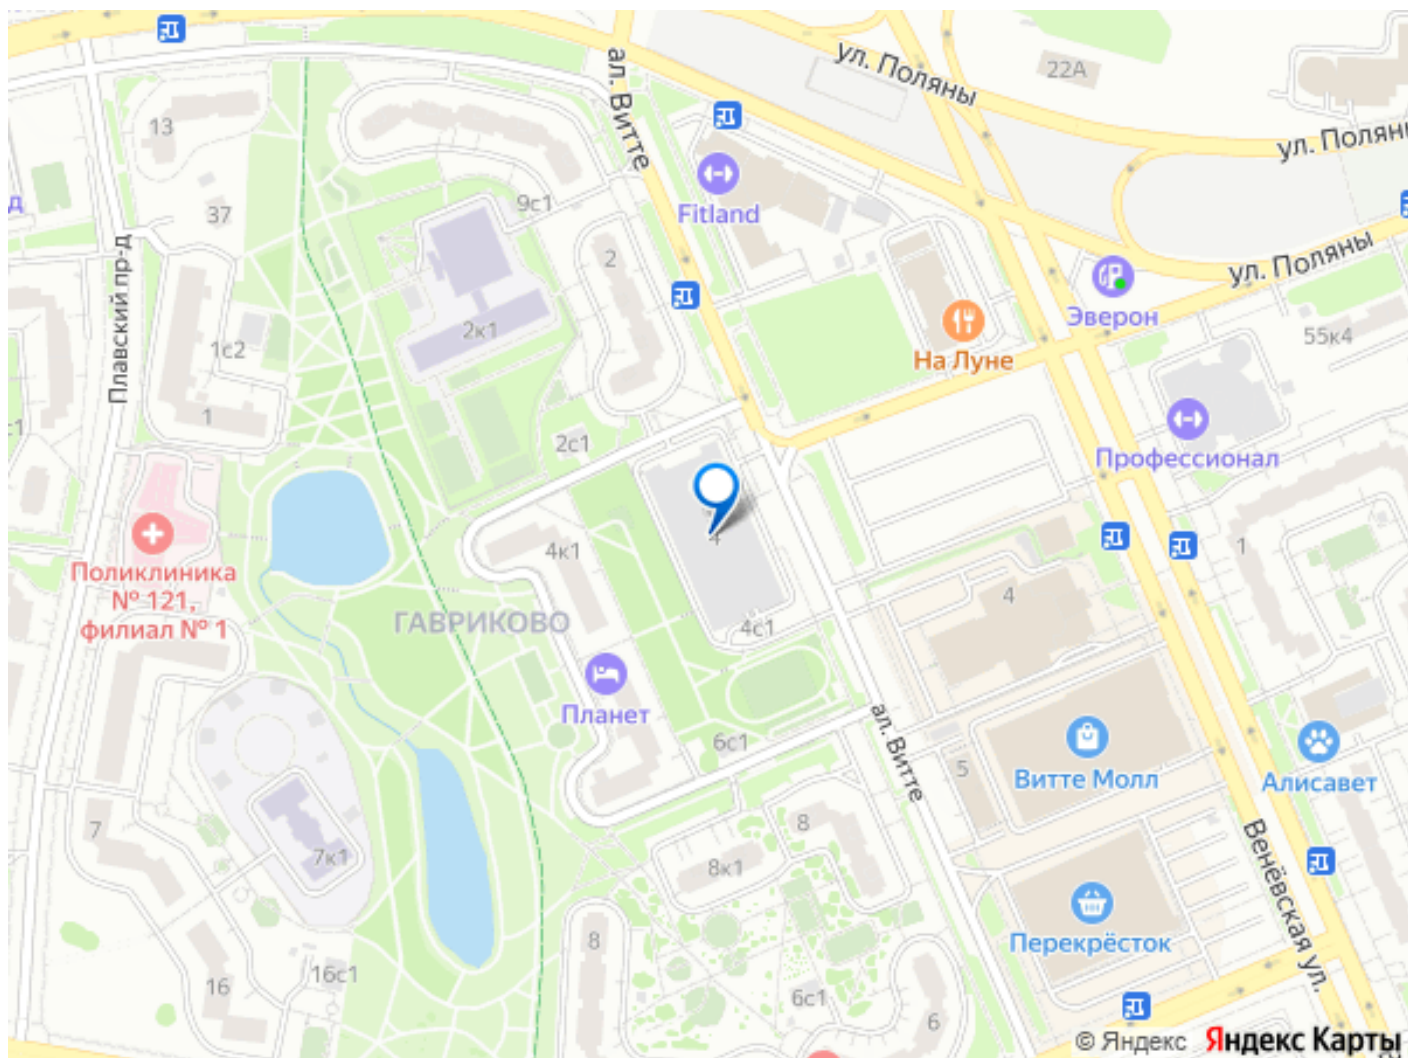 ул. Поляны
22А
ал. Витте
13
ул. Поляны
Fitland
9с1
37
2
ул. Поляны
Эверон
Плавский пр-д
2к1
55к4
1с2
На Луне
1
2с1
Профессионал
4
4к1
1
Поликлиника
№ 121,
филиал № 1
4
ГАВРИКОВО
4с1
Планет
ал. Витте
6с1
5
Витте Молл
Алисавет
7
8
7к1
8к1
Венёвская ул.
8
Перекрёсток
16с1
16
6с1
6
© Яндекс Яндекс Карты